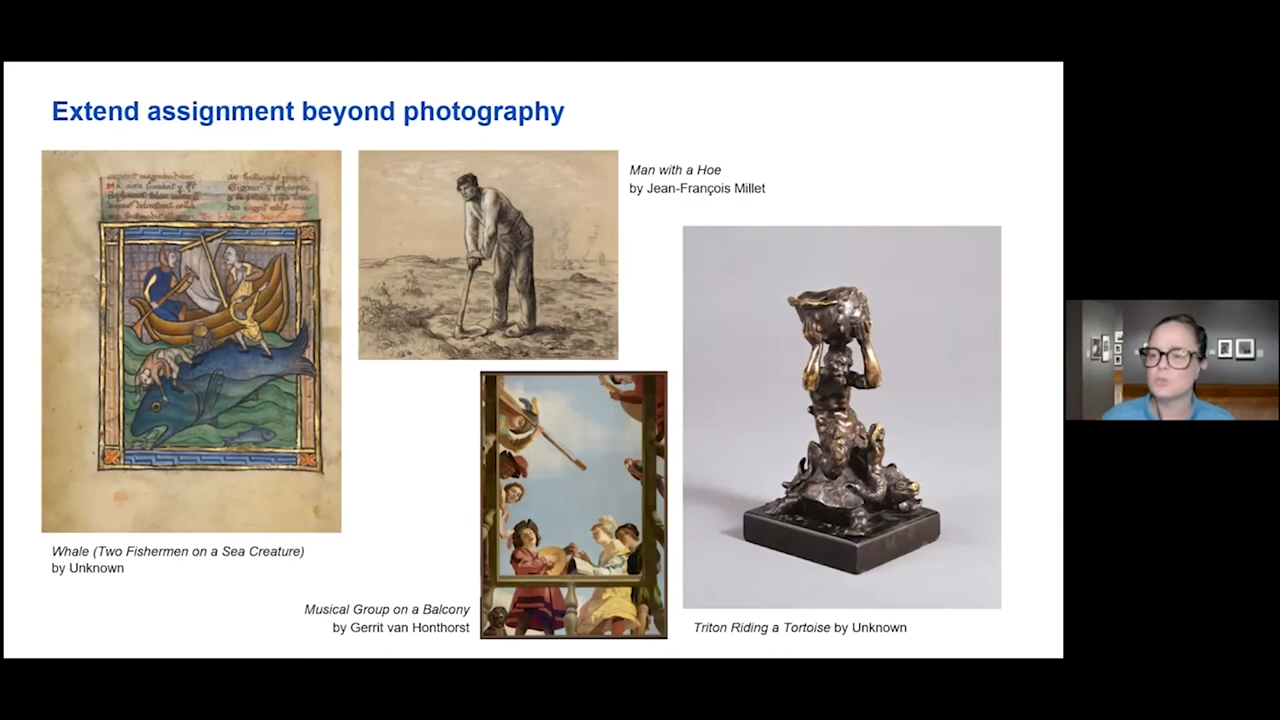 Extend assignment beyond photography
Man with a Hoe
by Jean-François Millet
Whale (Two Fishermen on a Sea Creature)
by Unknown
Musical Group on a Balcony
by Gerrit van Honthorst
Triton Riding a Tortoise by Unknown